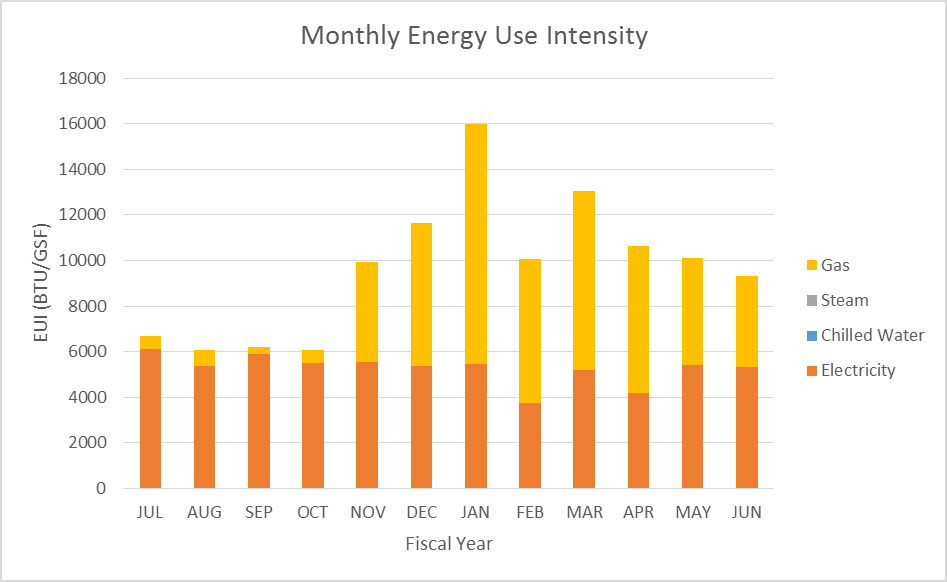 Monthly Energy Use Intensity
18000
16000
14000
12000
10000
8000
6000
4000
2000
0
EUI (BTU/GSF)
JUL AUG SEP OCT NOV DEC JAN FEB MAR APR MAY JUN
Fiscal Year
Gas
Steam
Chilled Water
Electricity